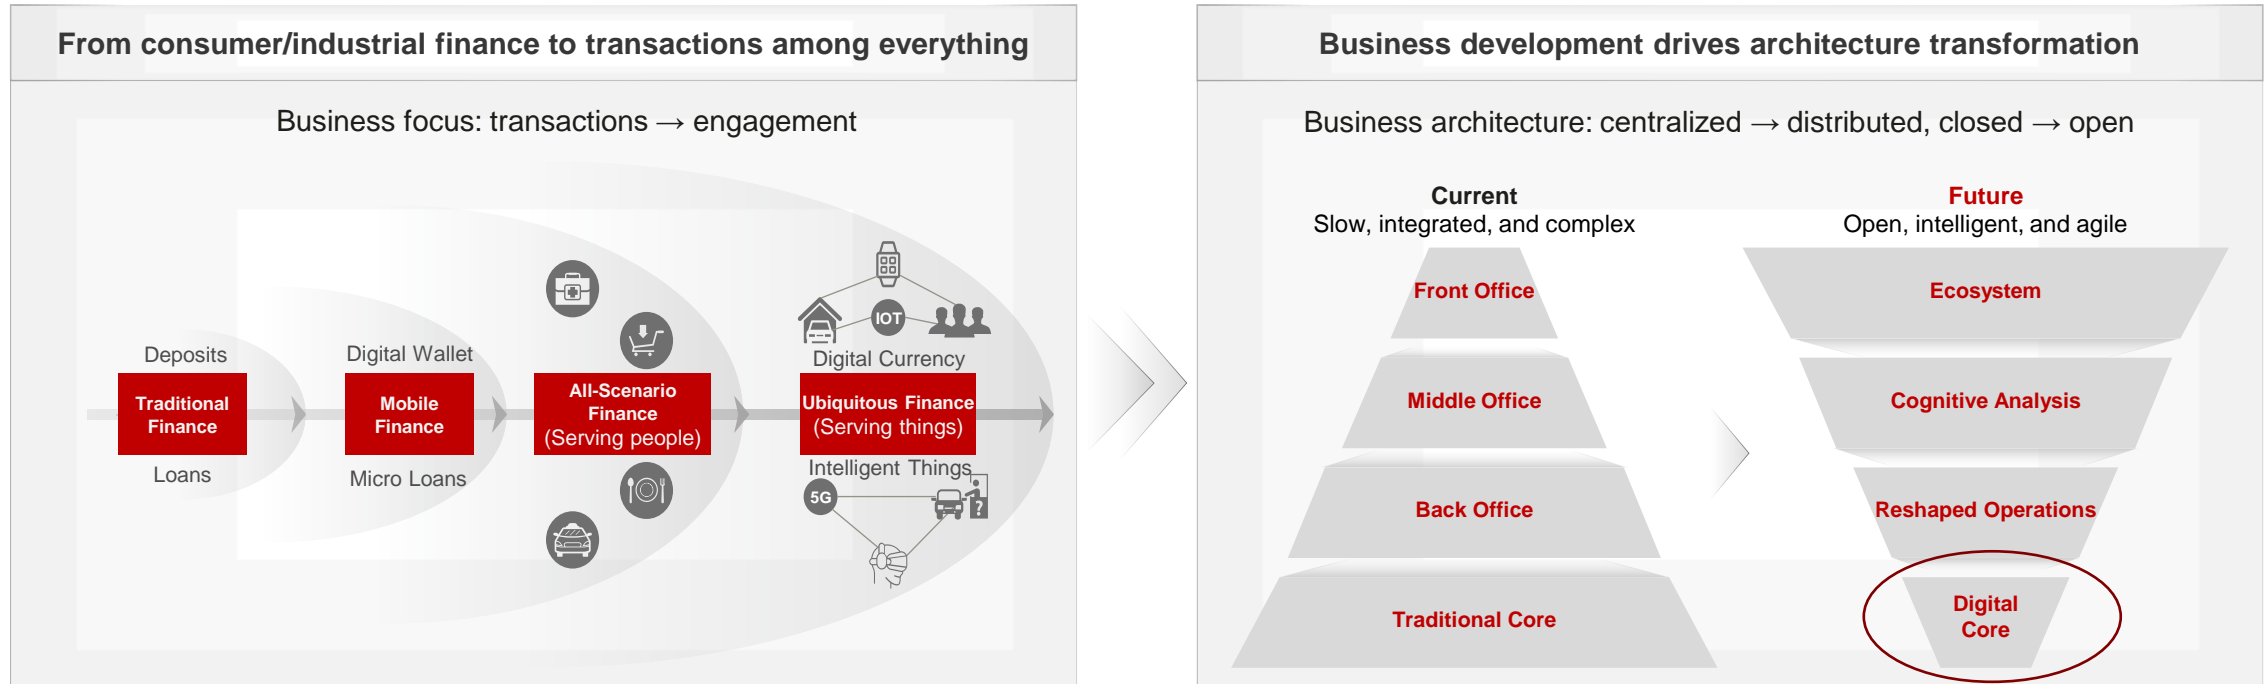 From consumer/industrial finance to transactions among everything
Business focus: transactions → engagement
Deposits
Traditional
Finance
Loans
Digital Wallet
Mobile
Finance
Micro Loans
All-Scenario
Finance
(Serving people)
IOT
Digital Currency
Ubiquitous Finance
(Serving things)
Intelligent Things
5G
?
Business development drives architecture transformation
Business architecture: centralized → distributed, closed → open
Current
Slow, integrated, and complex
Front Office
Middle Office
Back Office
Traditional Core
Future
Open, intelligent, and agile
Ecosystem
Cognitive Analysis
Reshaped Operations
Digital
Core